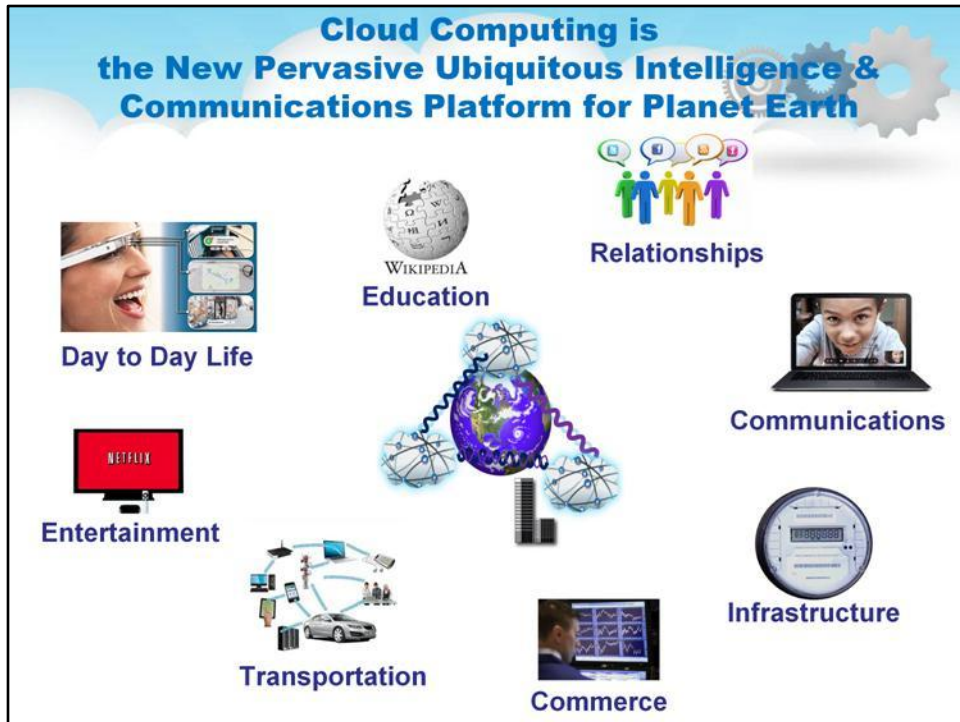 Cloud Computing is
the New Pervasive Ubiquitous Intelligence &
Communications Platform for Planet Earth
Relationships
WIKIPEDIA
Education
Day to Day Life
Communications
NETFLIX
Entertainment
Infrastructure
Transportation
Commerce